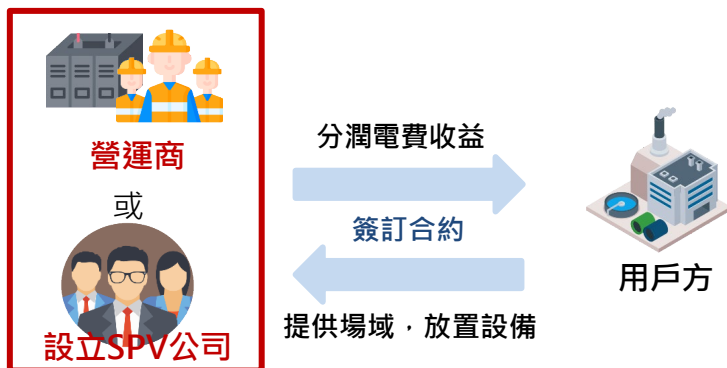 營運商
或
設立SPV公司
分潤電費收益
簽訂合約
提供場域，放置設備
用戶方